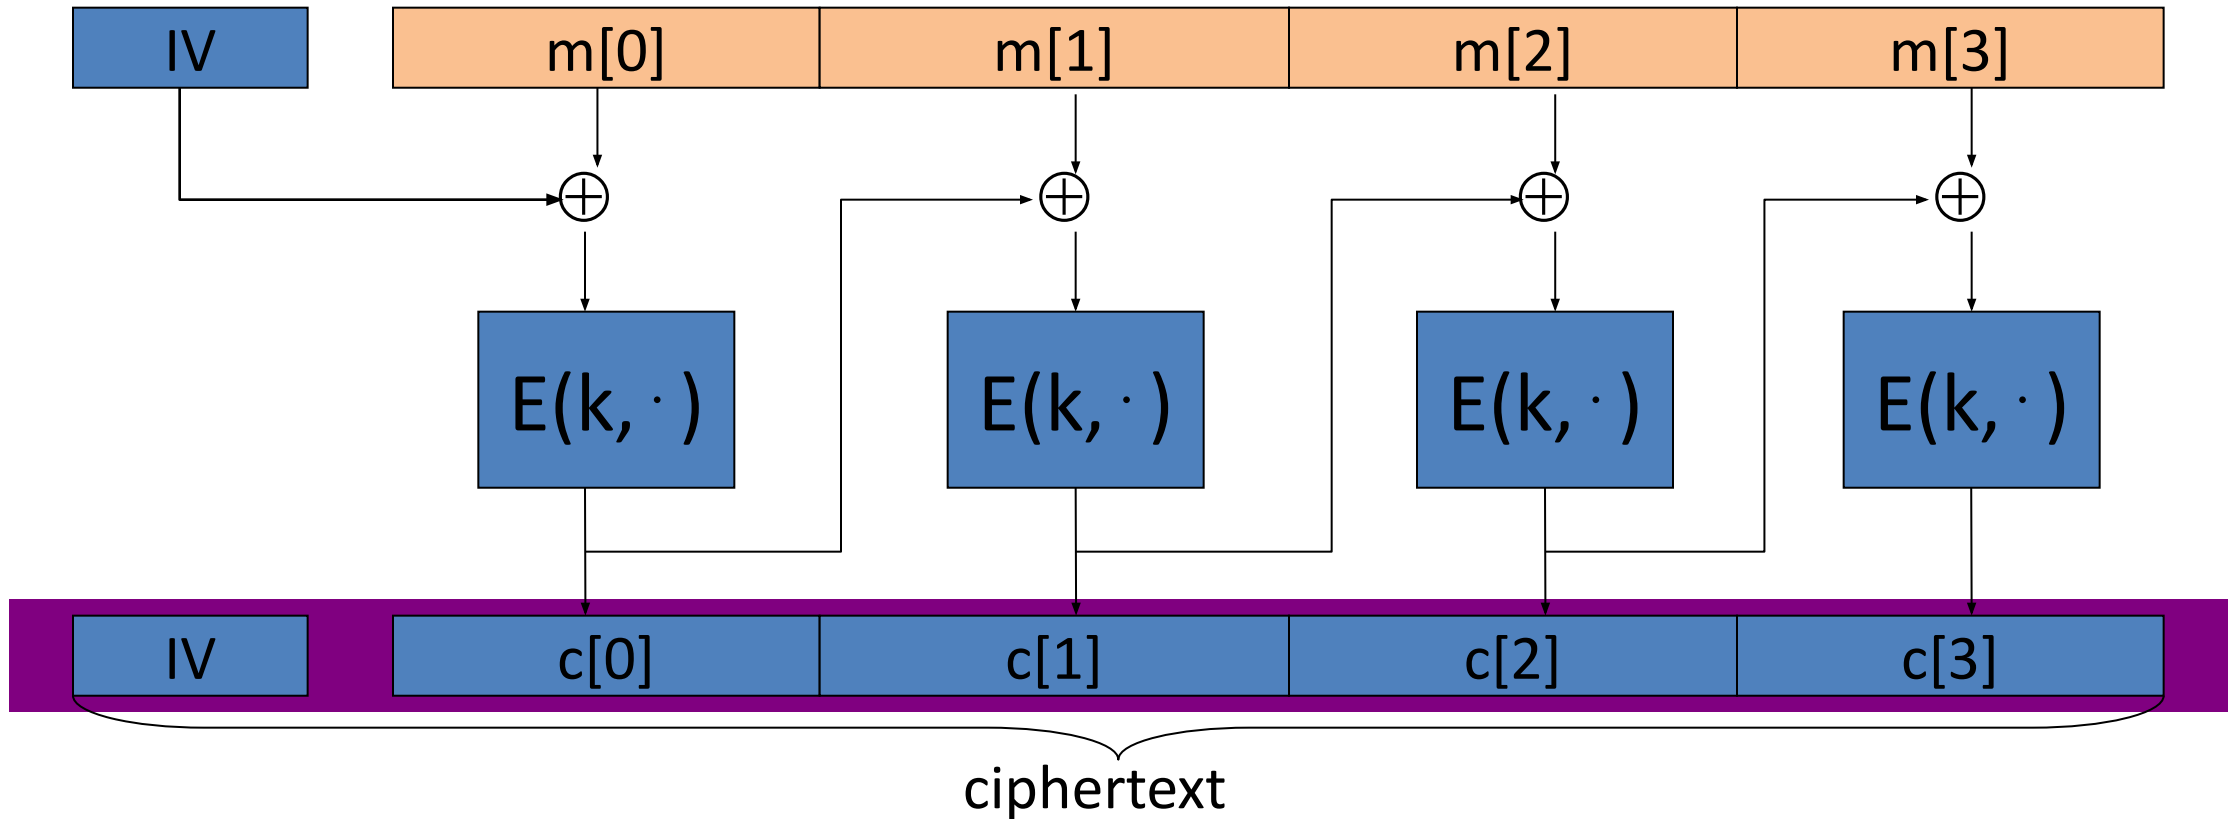 IV m[0] m[1] m[2] m[3]
E(k, · ) E(k, · ) E(k, · ) E(k, · )
IV c[0] c[1] c[2] c[3]
ciphertext